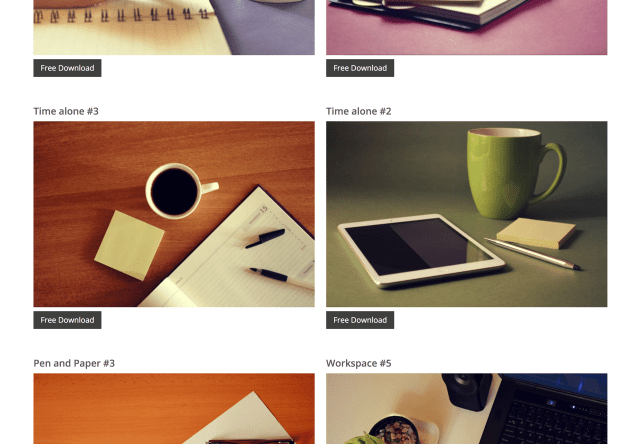 Free Download
Free Download
Time alone #3
Time alone #2
15
Free Download
Free Download
Pen and Paper #3
Workspace #5